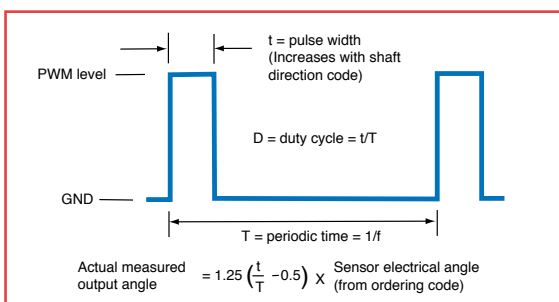 t = pulse width
(Increases with shaft
direction code)
PWM level
D = duty cycle = t/T
GND
T = periodic time = 1/f
Actual measured output angle = 1.25 (t/T −0.5) X Sensor electrical angle (from ordering code)